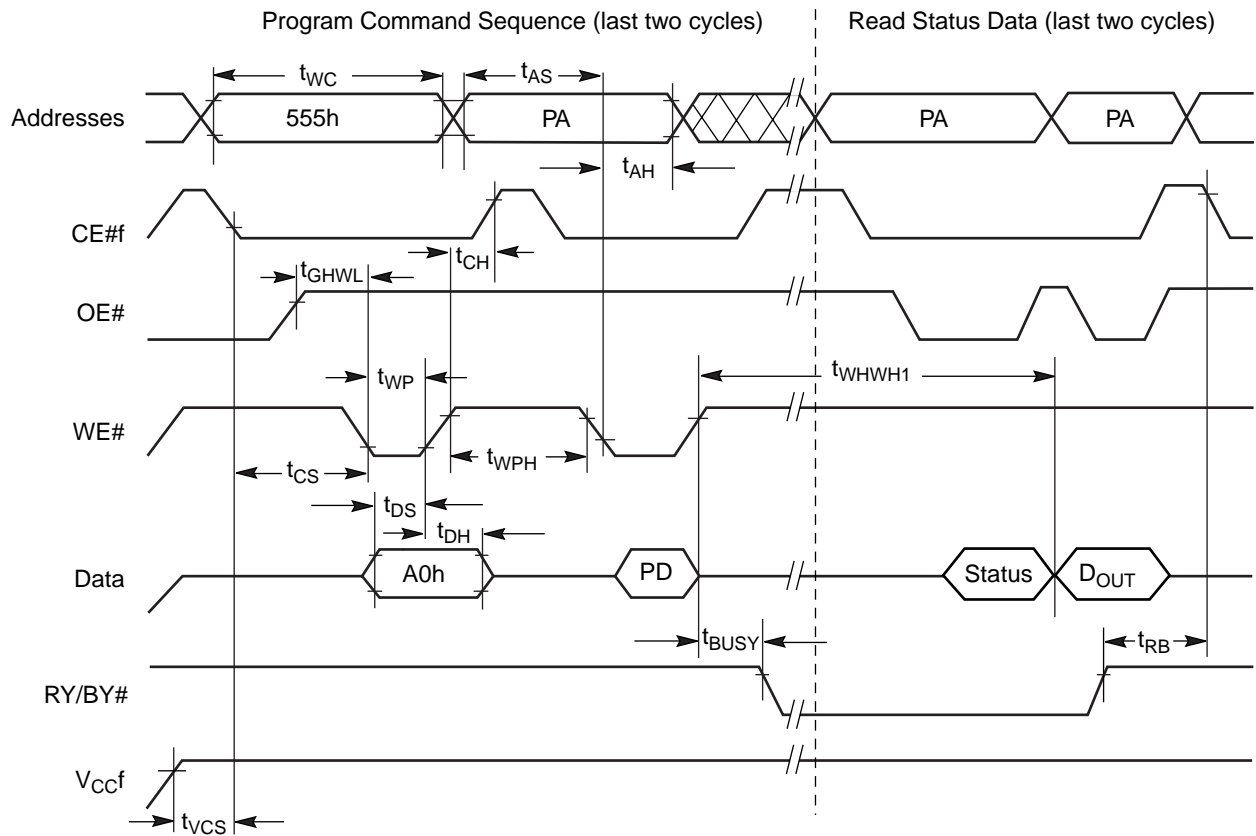 Program Command Sequence (last two cycles)
Read Status Data (last two cycles)
tWC
tAS
Addresses
555h
PA
PA
PA
tAH
CE#f
tCH
tGHWL
OE#
tWP
tWHWH1
WE#
tCS
tWPH
tDS
tDH
Data
A0h
PD
Status
DOUT
tBUSY
tRB
RY/BY#
VCCf
tVCS